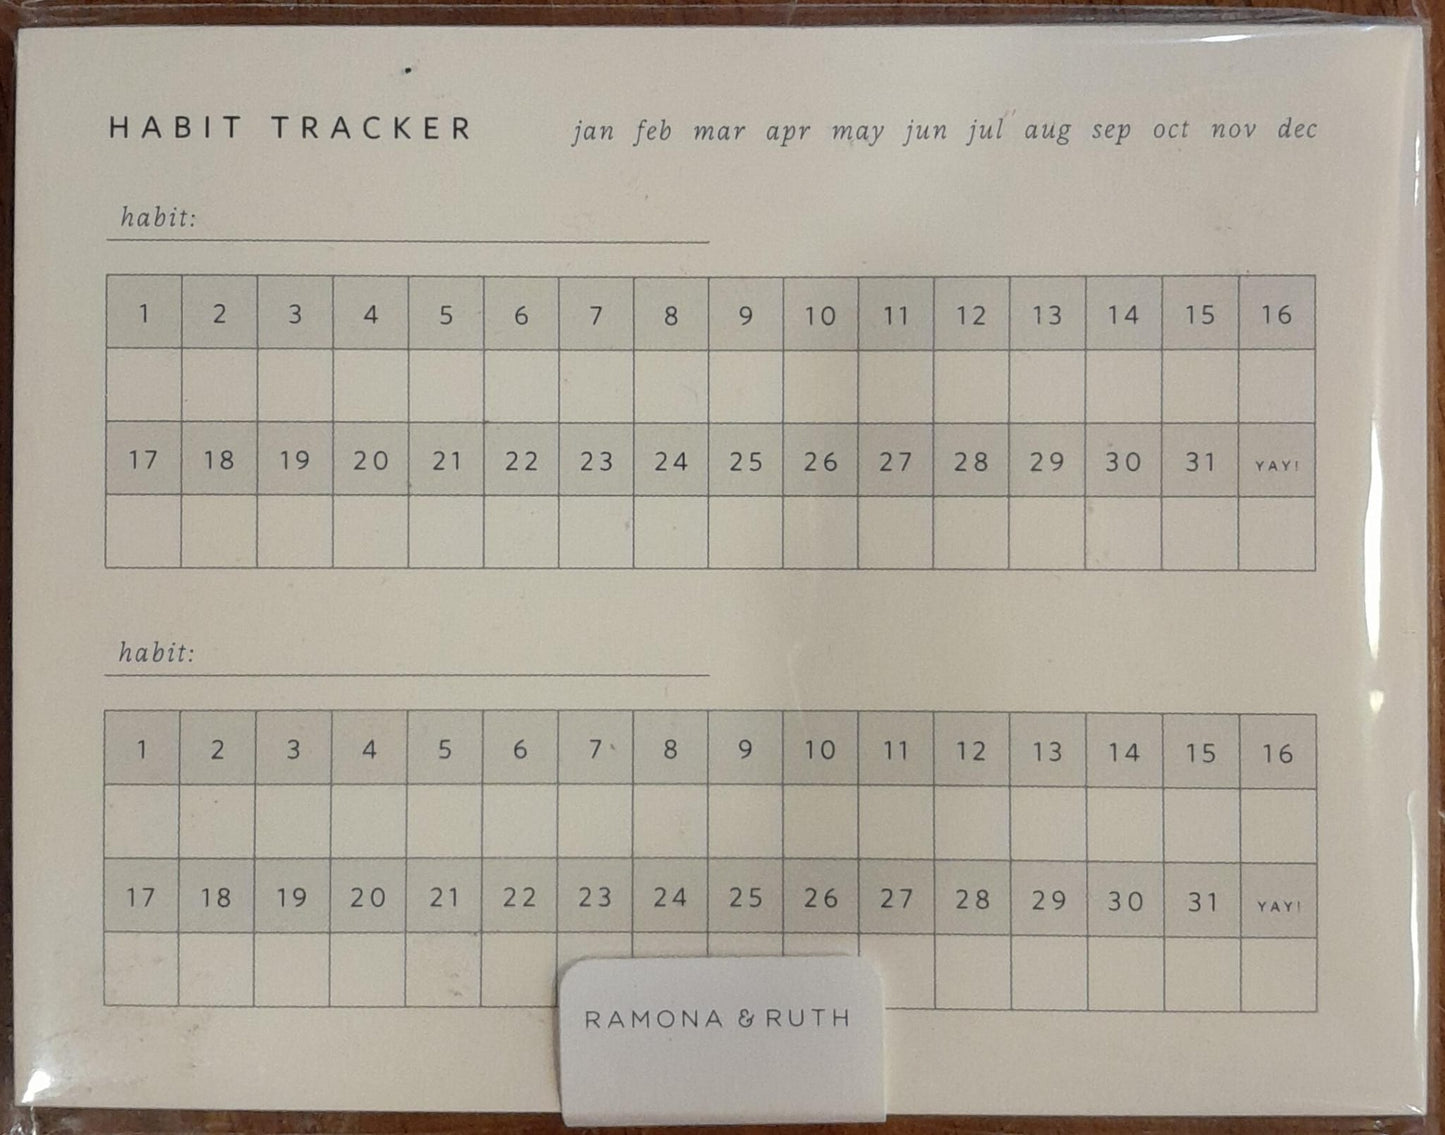 HABIT TRACKER jan feb mar apr may jun jul aug sep oct nov dec
habit:
1 2 3 4 5 6 7 8 9 10 11 12 13 14 15 16
17 18 19 20 21 22 23 24 25 26 27 28 29 30 31 YAY!
habit:
1 2 3 4 5 6 7 8 9 10 11 12 13 14 15 16
17 18 19 20 21 22 23 24 25 26 27 28 29 30 31 YAY!
RAMONA & RUTH